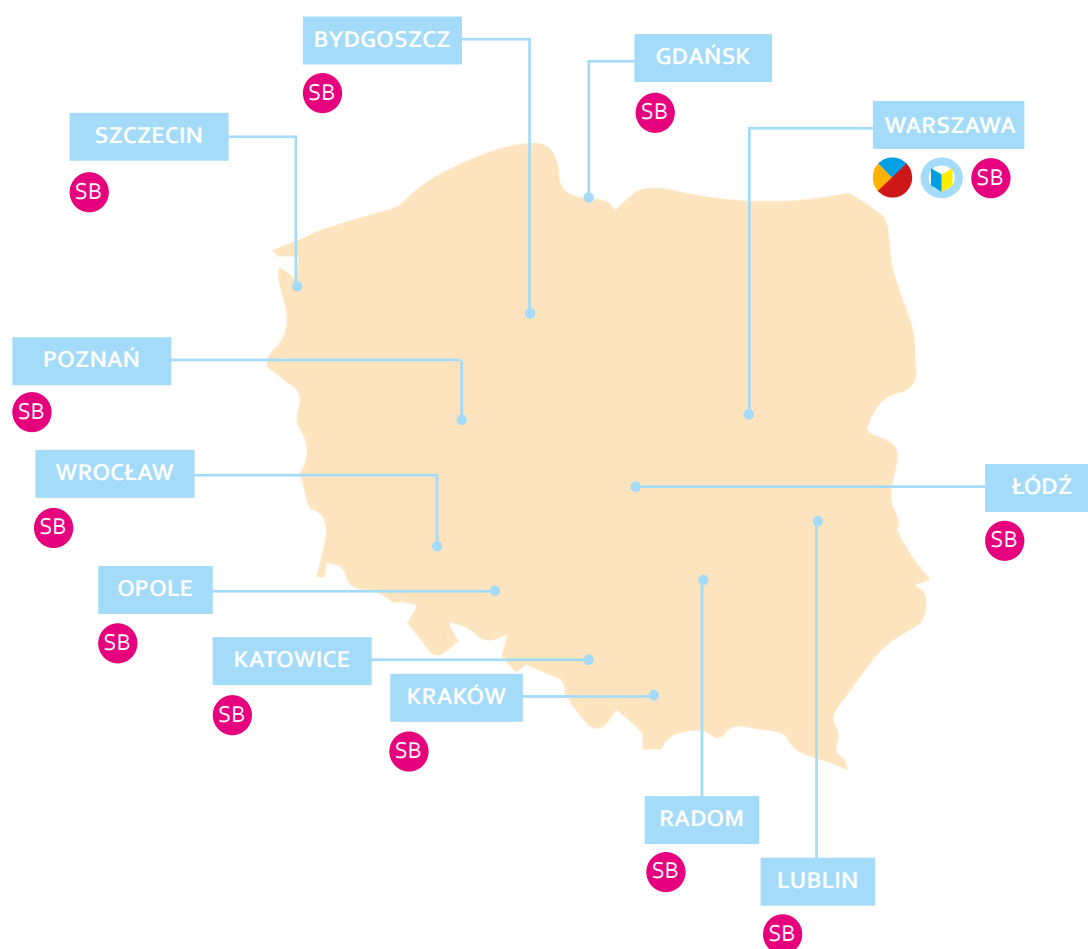 BYDGOSZCZ
SB
GDAŃSK
SB
WARSZAWA
SB
SZCZECIN
SB
POZNAŃ
SB
WROCŁAW
SB
ŁÓDŹ
SB
OPOLE
SB
KATOWICE
SB
KRAKÓW
SB
RADOM
SB
LUBLIN
SB